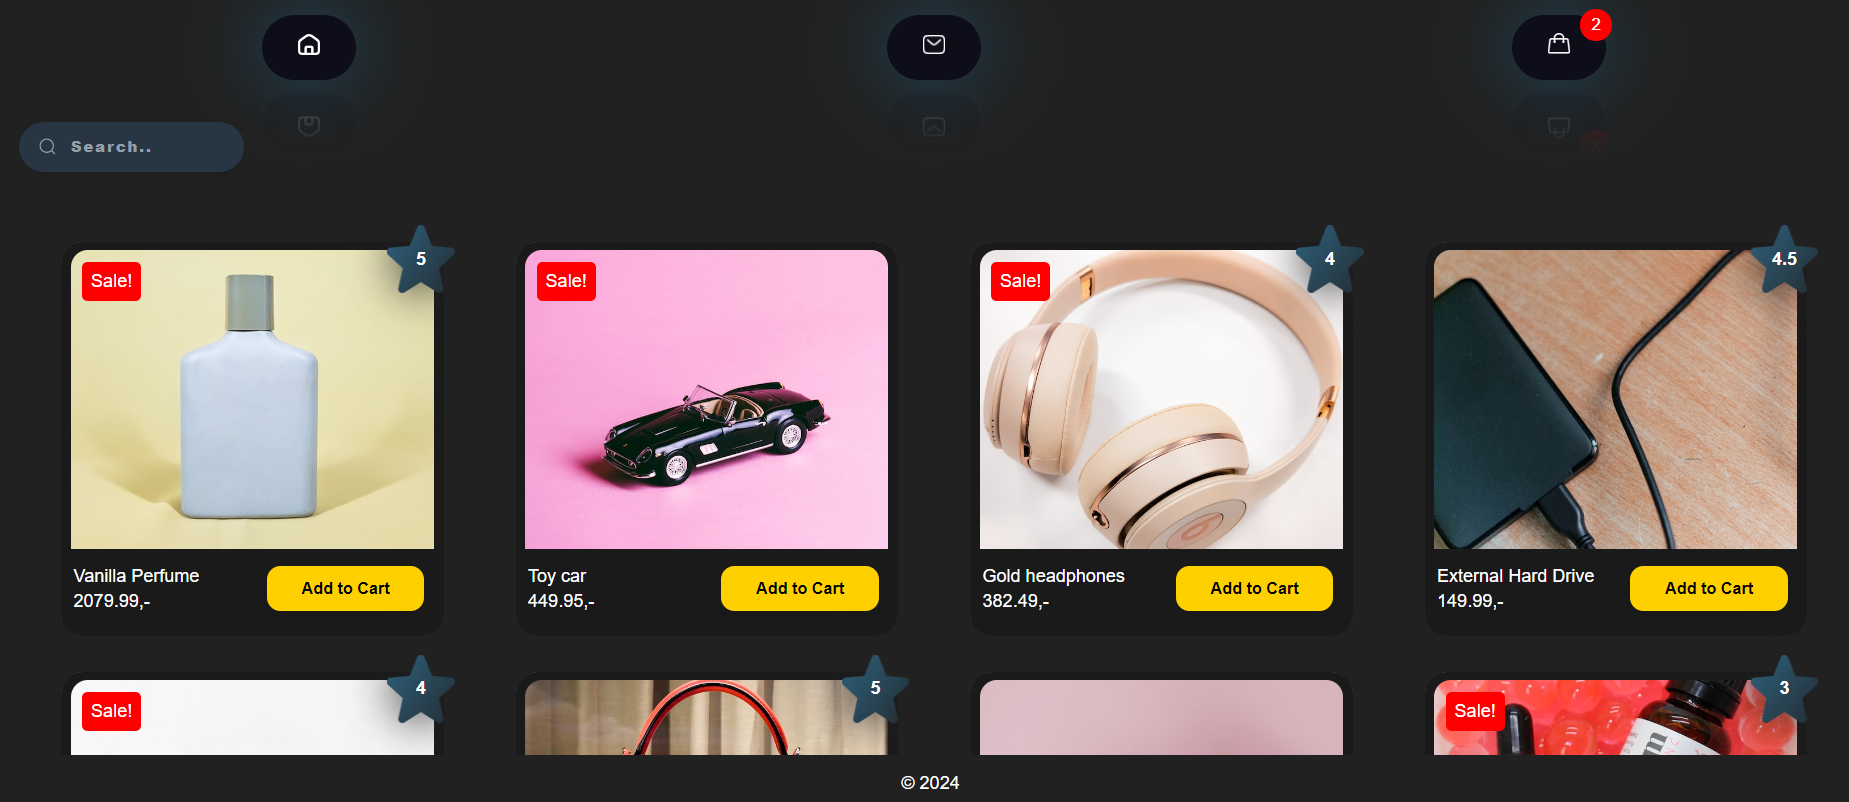 2
Search..
Sale!
5
Sale!
Sale!
4
4.5
Vanilla Perfume
2079.99,-
Add to Cart
Toy car
449.95,-
Add to Cart
Gold headphones
382.49,-
Add to Cart
External Hard Drive
149.99,-
Add to Cart
Sale!
4
5
Sale!
3
© 2024